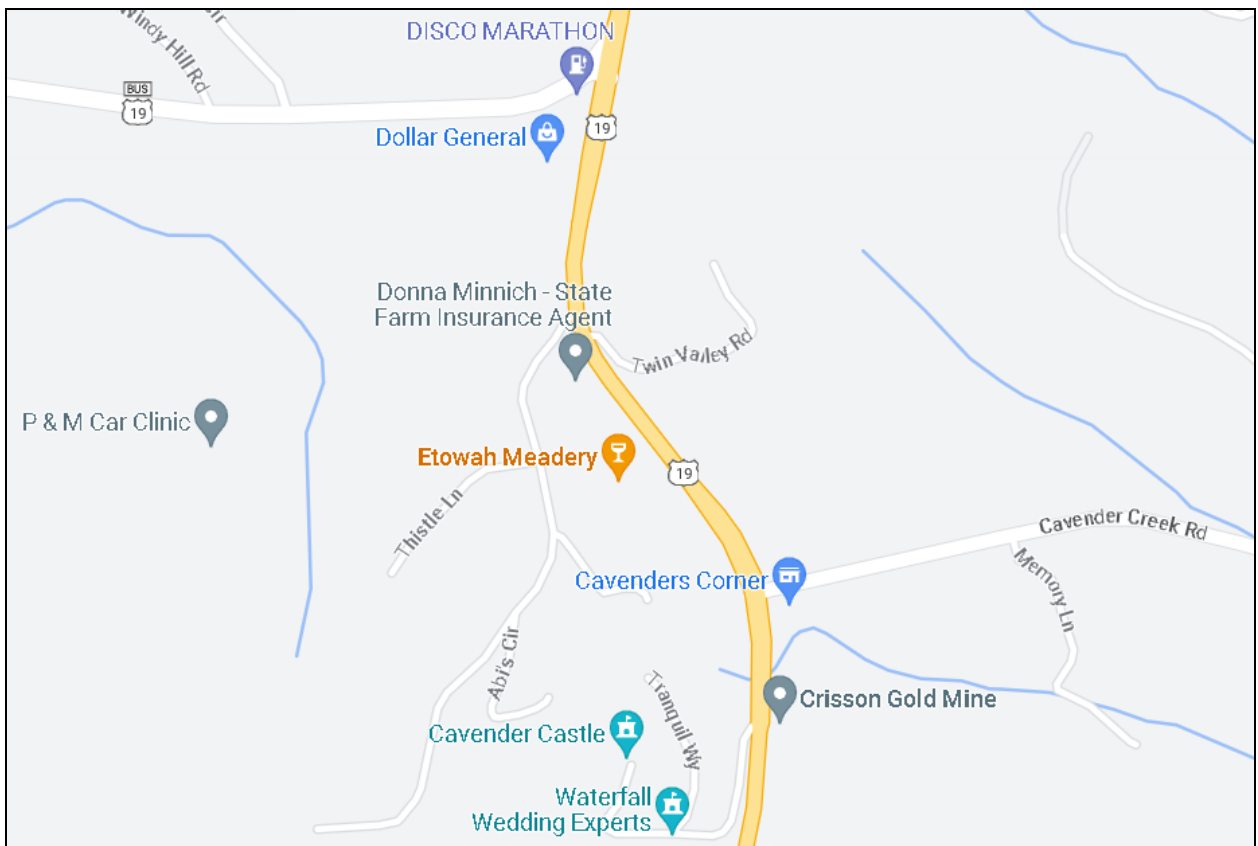 Windy Hill Rd
DISCO MARATHON
BUS
19
Dollar General
19
Donna Minnich - State
Farm Insurance Agent
Twin Valley Rd
P & M Car Clinic
Etowah Meadery
19
Thistle Ln
Cavender Creek Rd
Cavenders Corner
Memory Ln
Abi's Cir
Tranquil Wy
Crisson Gold Mine
Cavender Castle
Waterfall
Wedding Experts